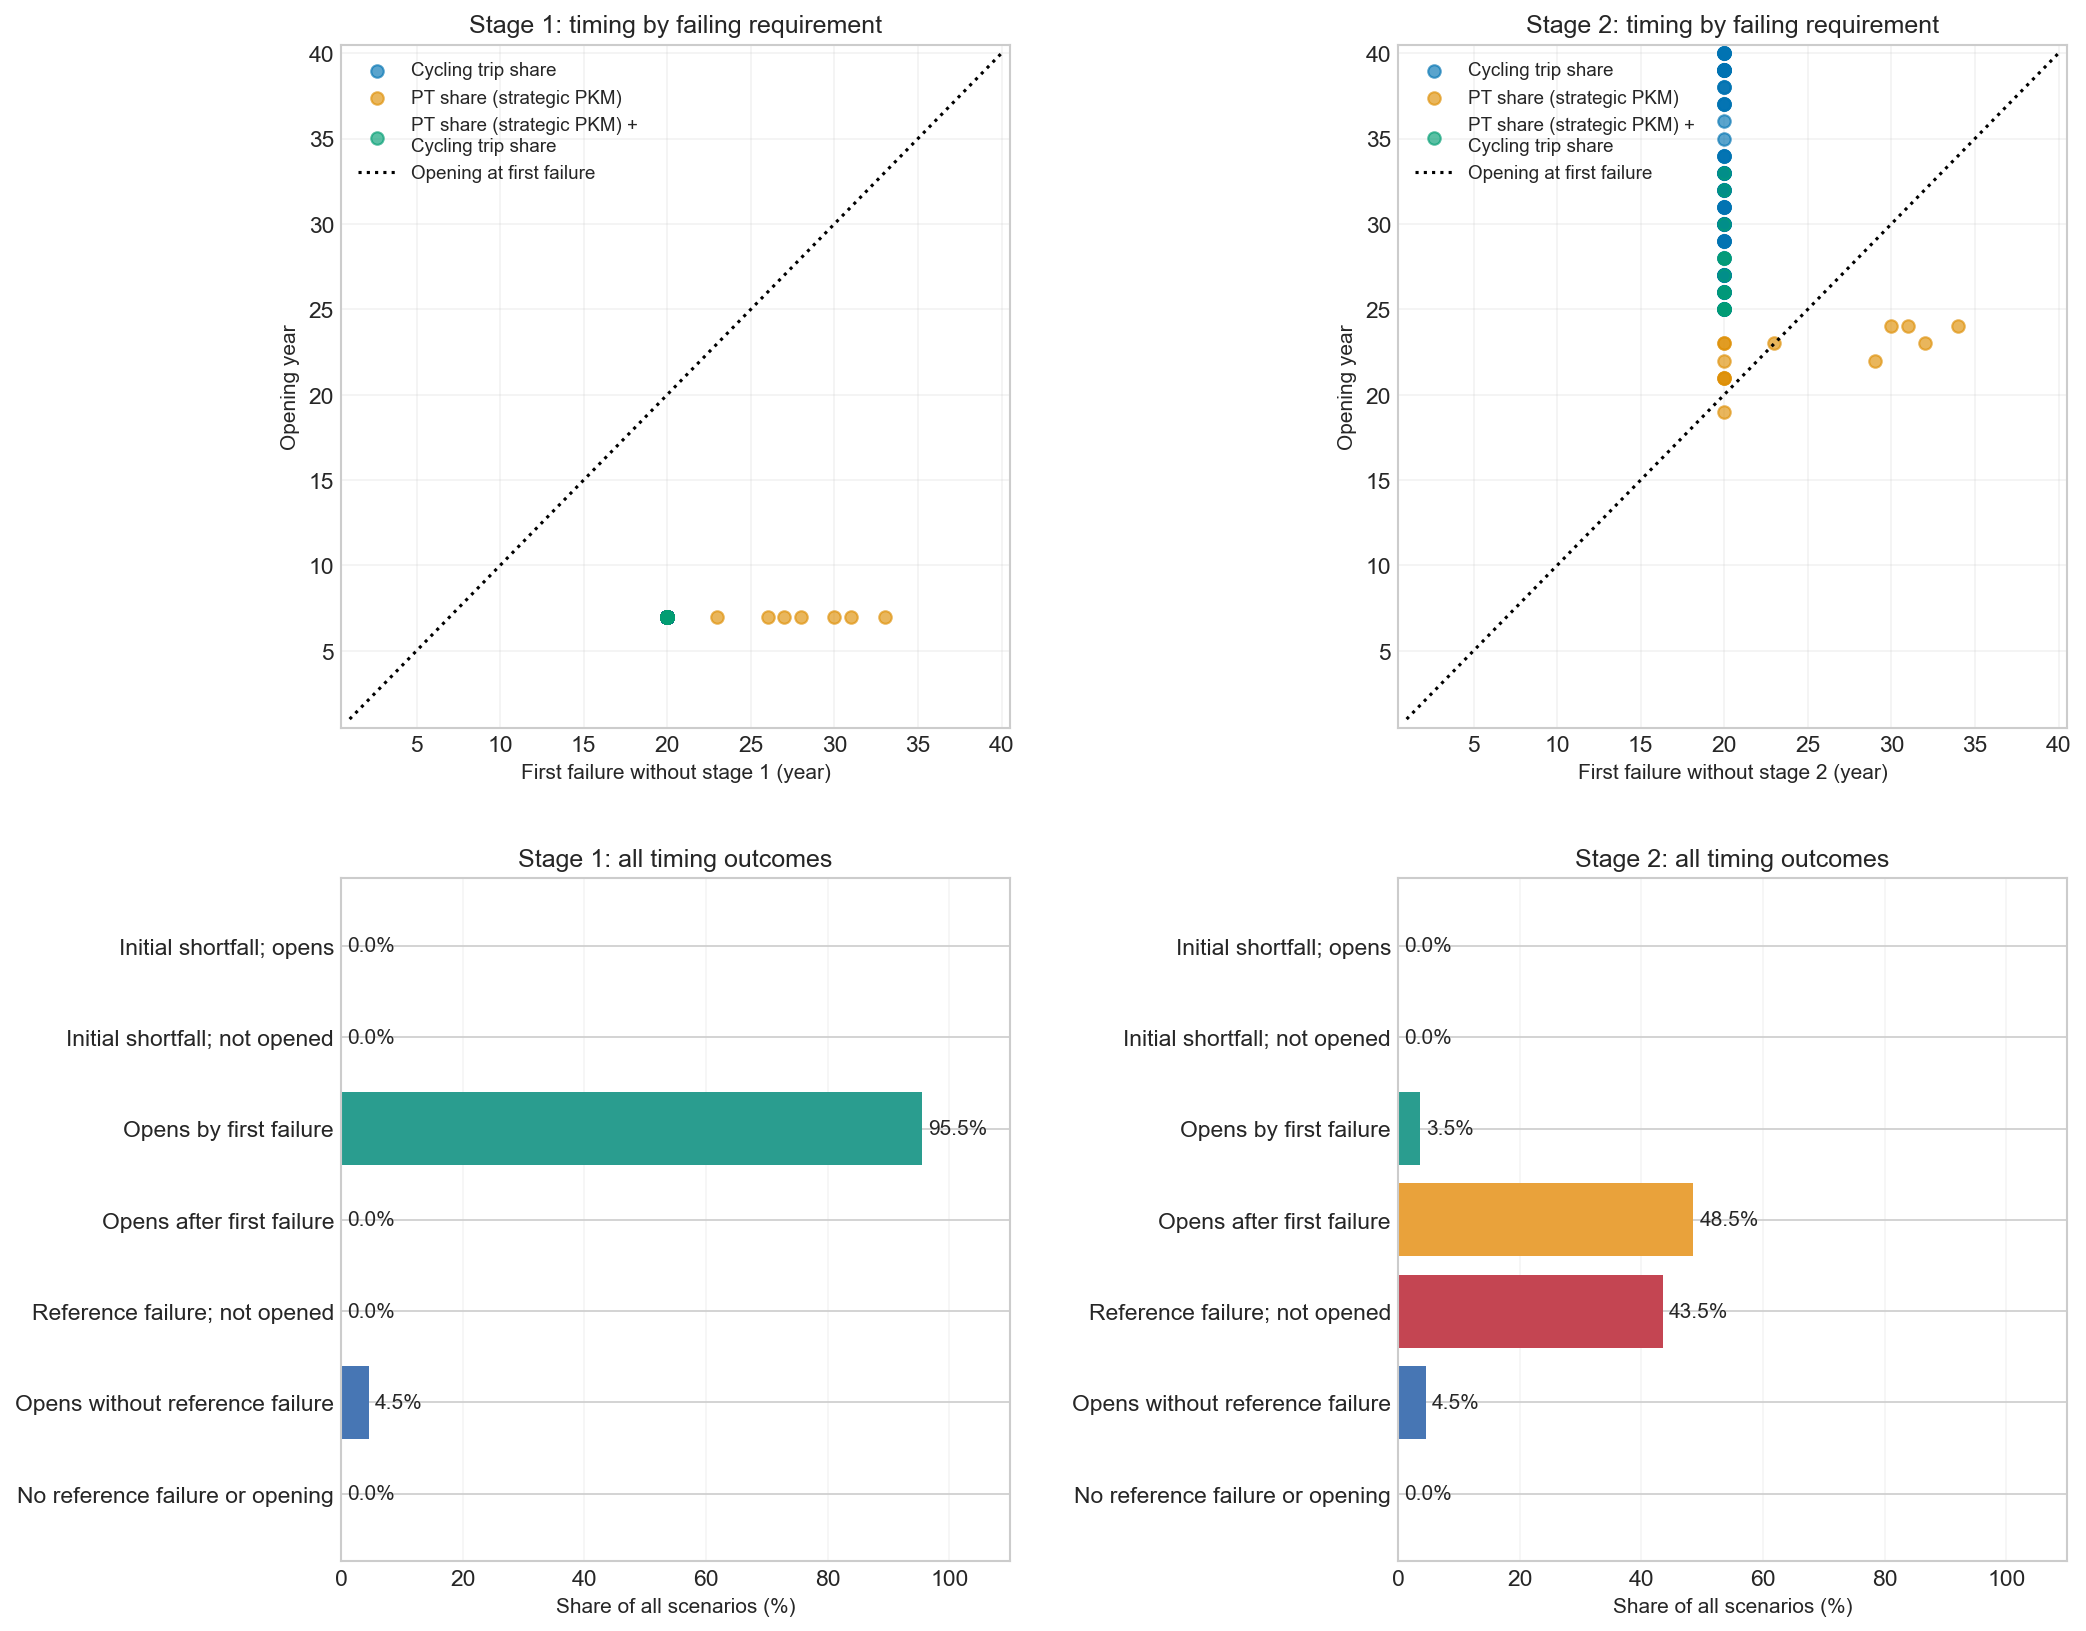 Stage 1: timing by failing requirement
40
35
30
25
20
15
10
5
Opening year
Cycling trip share
PT share (strategic PKM)
PT share (strategic PKM) +
Cycling trip share
Opening at first failure
5 10 15 20 25 30 35 40
First failure without stage 1 (year)
Stage 2: timing by failing requirement
40
35
30
25
20
15
10
5
Opening year
Cycling trip share
PT share (strategic PKM)
PT share (strategic PKM) +
Cycling trip share
Opening at first failure
5 10 15 20 25 30 35 40
First failure without stage 2 (year)
Stage 1: all timing outcomes
Initial shortfall; opens 0.0%
Initial shortfall; not opened 0.0%
Opens by first failure 95.5%
Opens after first failure 0.0%
Reference failure; not opened 0.0%
Opens without reference failure 4.5%
No reference failure or opening 0.0%
0 20 40 60 80 100
Share of all scenarios (%)
Stage 2: all timing outcomes
Initial shortfall; opens 0.0%
Initial shortfall; not opened 0.0%
Opens by first failure 3.5%
Opens after first failure 48.5%
Reference failure; not opened 43.5%
Opens without reference failure 4.5%
No reference failure or opening 0.0%
0 20 40 60 80 100
Share of all scenarios (%)